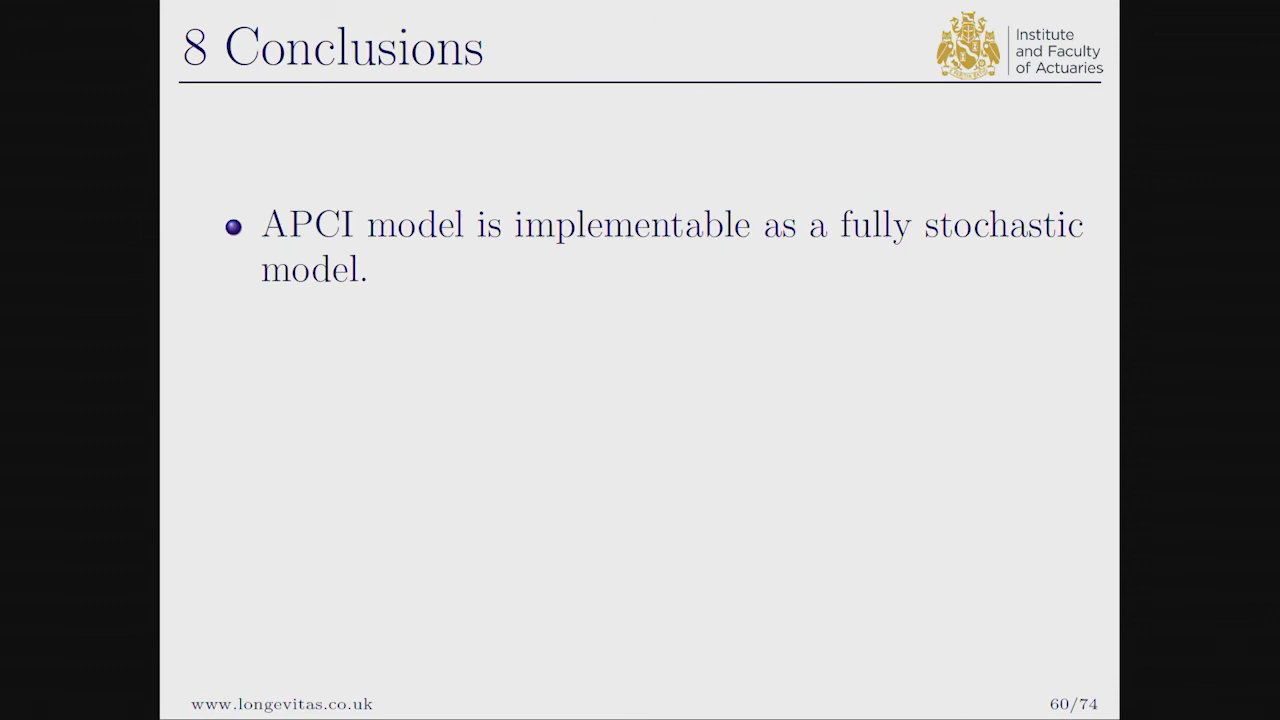 8 Conclusions
Institute
and Faculty
of Actuaries
APCI model is implementable as a fully stochastic
model.
www.longevitas.co.uk
60/74